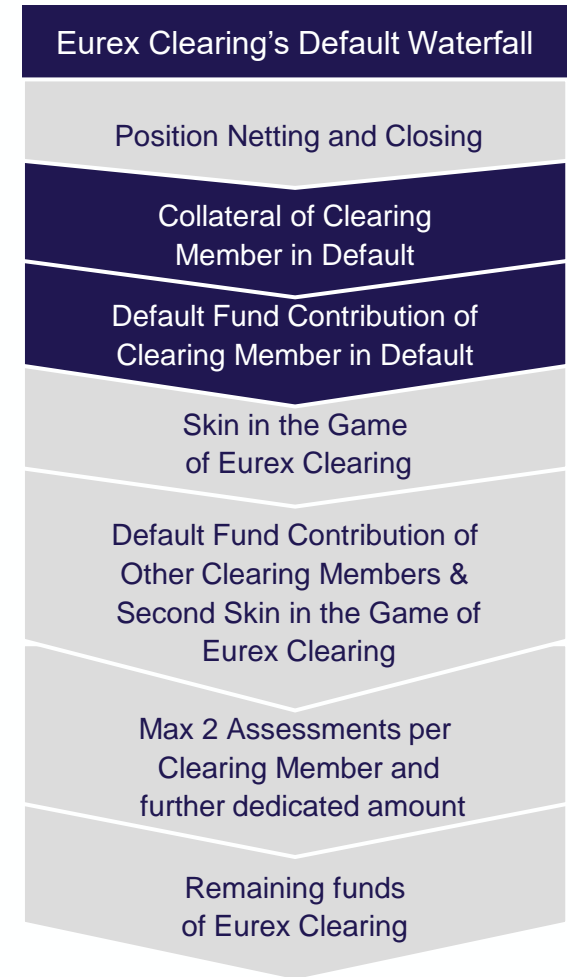 Eurex Clearing's Default Waterfall
Position Netting and Closing
Collateral of Clearing
Member in Default
Default Fund Contribution of
Clearing Member in Default
Skin in the Game
of Eurex Clearing
Default Fund Contribution of
Other Clearing Members &
Second Skin in the Game of
Eurex Clearing
Max 2 Assessments per
Clearing Member and
further dedicated amount
Remaining funds
of Eurex Clearing